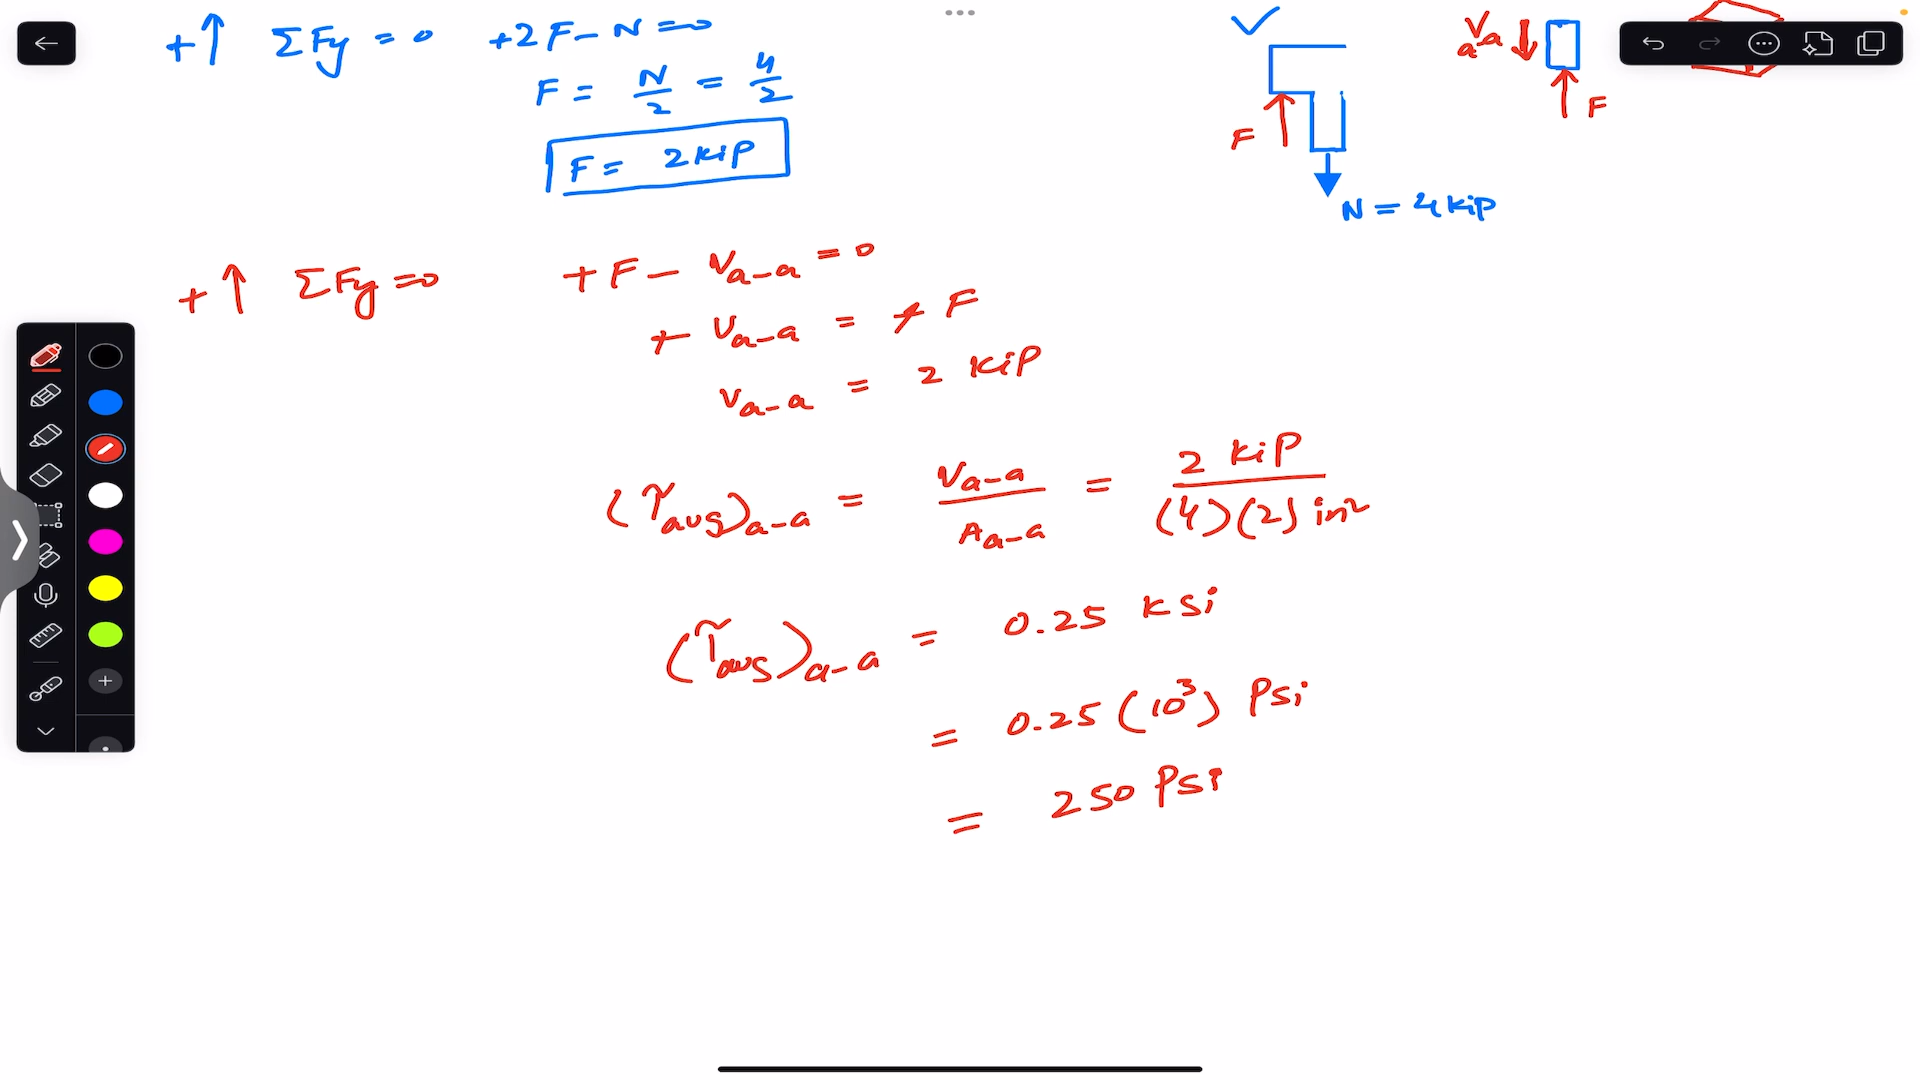 +↑ ΣFy = 0 +2F - N = 0
F = N/2 = 4/2
F = 2 kip
Va-a
F
F
N = 4 kip
+↑ ΣFy = 0 +F - Va-a = 0
+ Va-a = + F
Va-a = 2 kip
(τavg)a-a = Va-a / Aa-a = 2 kip / (4)(2) in²
(τavg)a-a = 0.25 ksi
= 0.25 (10³) Psi
= 250 Psi